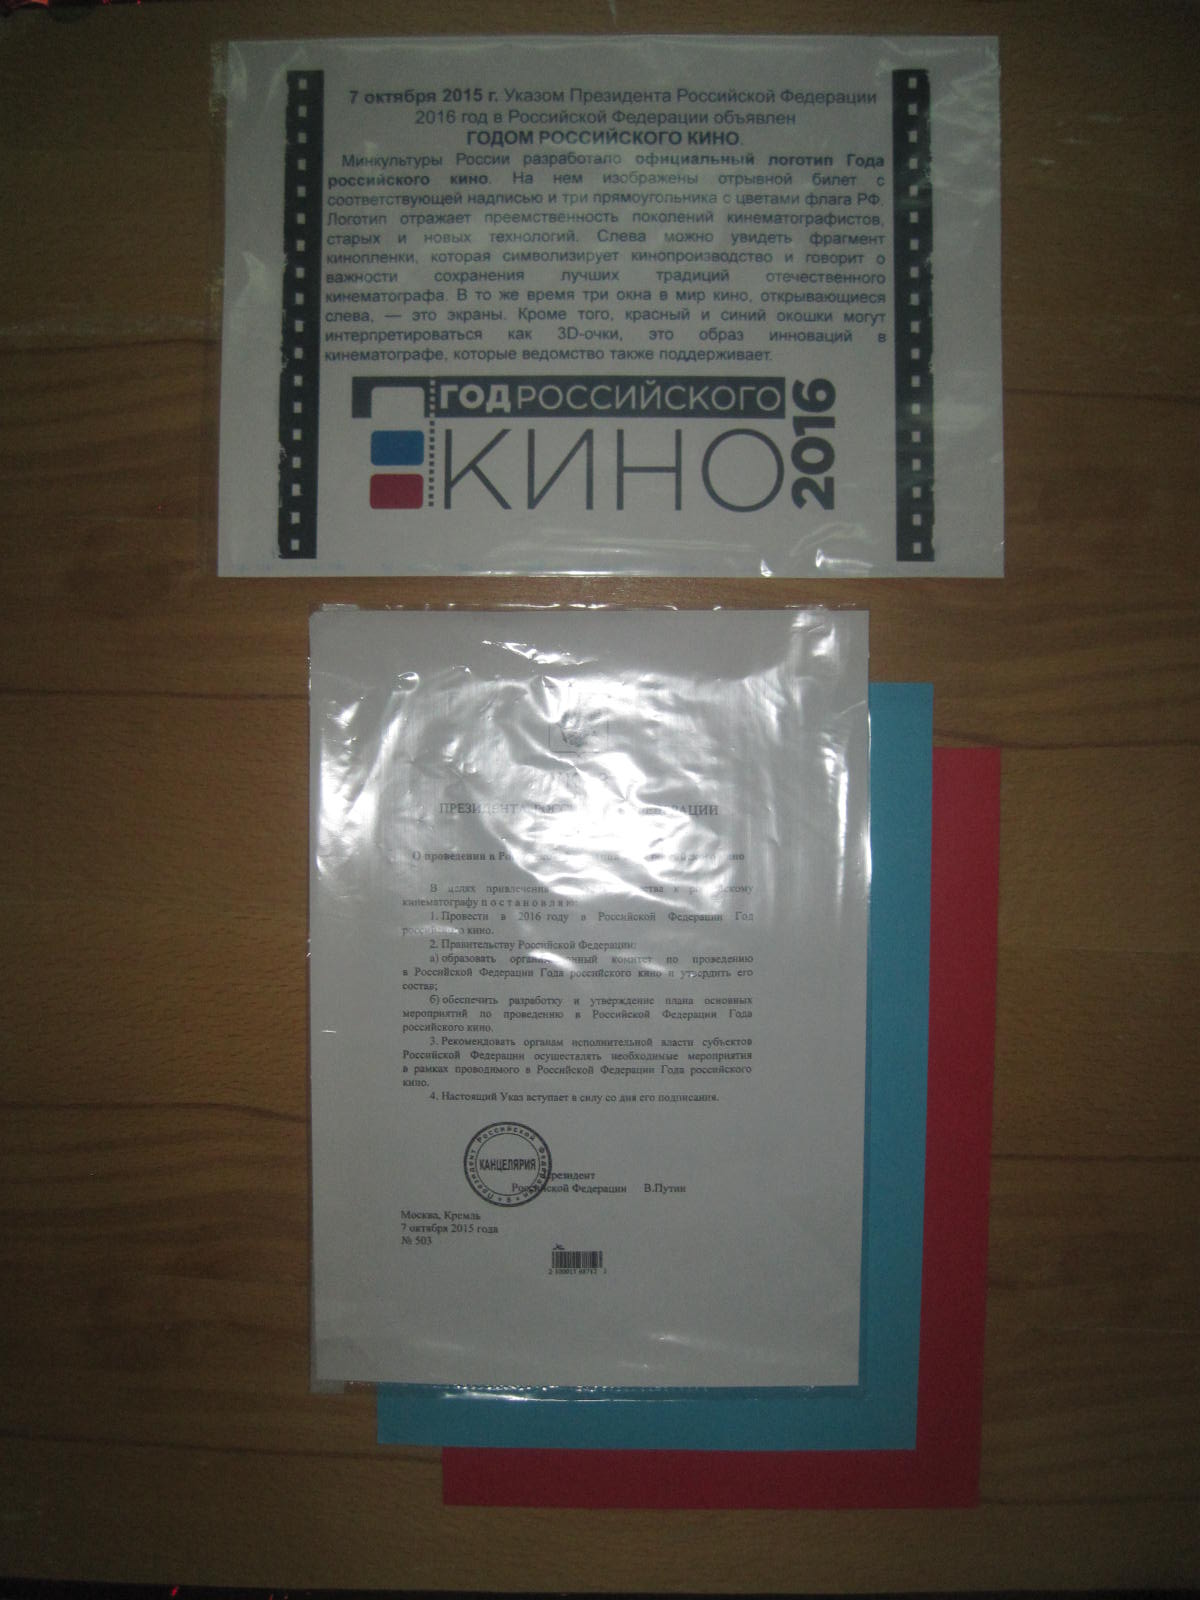 7 октября 2015 г. Указом Президента Российской Федерации
2016 год в Российской Федерации объявлен
ГОДОМ РОССИЙСКОГО КИНО.
Минкультуры России разработало официальный логотип Года
российского кино. На нем изображены отрывной билет с
соответствующей надписью и три прямоугольника с цветами флага РФ.
Логотип отражает преемственность поколений кинематографистов,
старых и новых технологий. Слева можно увидеть фрагмент
кинопленки, которая символизирует кинопроизводство и говорит о
важности сохранения лучших традиций отечественного
кинематографа. В то же время три окна в мир кино, открывающиеся
слева, — это экраны. Кроме того, красный и синий окошки могут
интерпретироваться как 3D-очки, это образ инноваций в
кинематографе, которые ведомство также поддерживает.
ГОД РОССИЙСКОГО
КИНО
2016
ПРЕЗИДЕНТА
О проведении в российского кино
В целях привлечения к российскому
кинематографу п о с т а н о в л я ю:
1. Провести в 2016 году в Российской Федерации Год
российского кино.
2. Правительству Российской Федерации:
а) образовать организационный комитет по проведению
в Российской Федерации Года российского кино и утвердить его
состав;
б) обеспечить разработку и утверждение плана основных
мероприятий по проведению в Российской Федерации Года
российского кино.
3. Рекомендовать органам исполнительной власти субъектов
Российской Федерации осуществлять необходимые мероприятия
в рамках проводимого в Российской Федерации Года российского
кино.
4. Настоящий Указ вступает в силу со дня его подписания.
Президент Российской Федерации
КАНЦЕЛЯРИЯ
Президент
Российской Федерации В.Путин
Москва, Кремль
7 октября 2015 года
№ 503